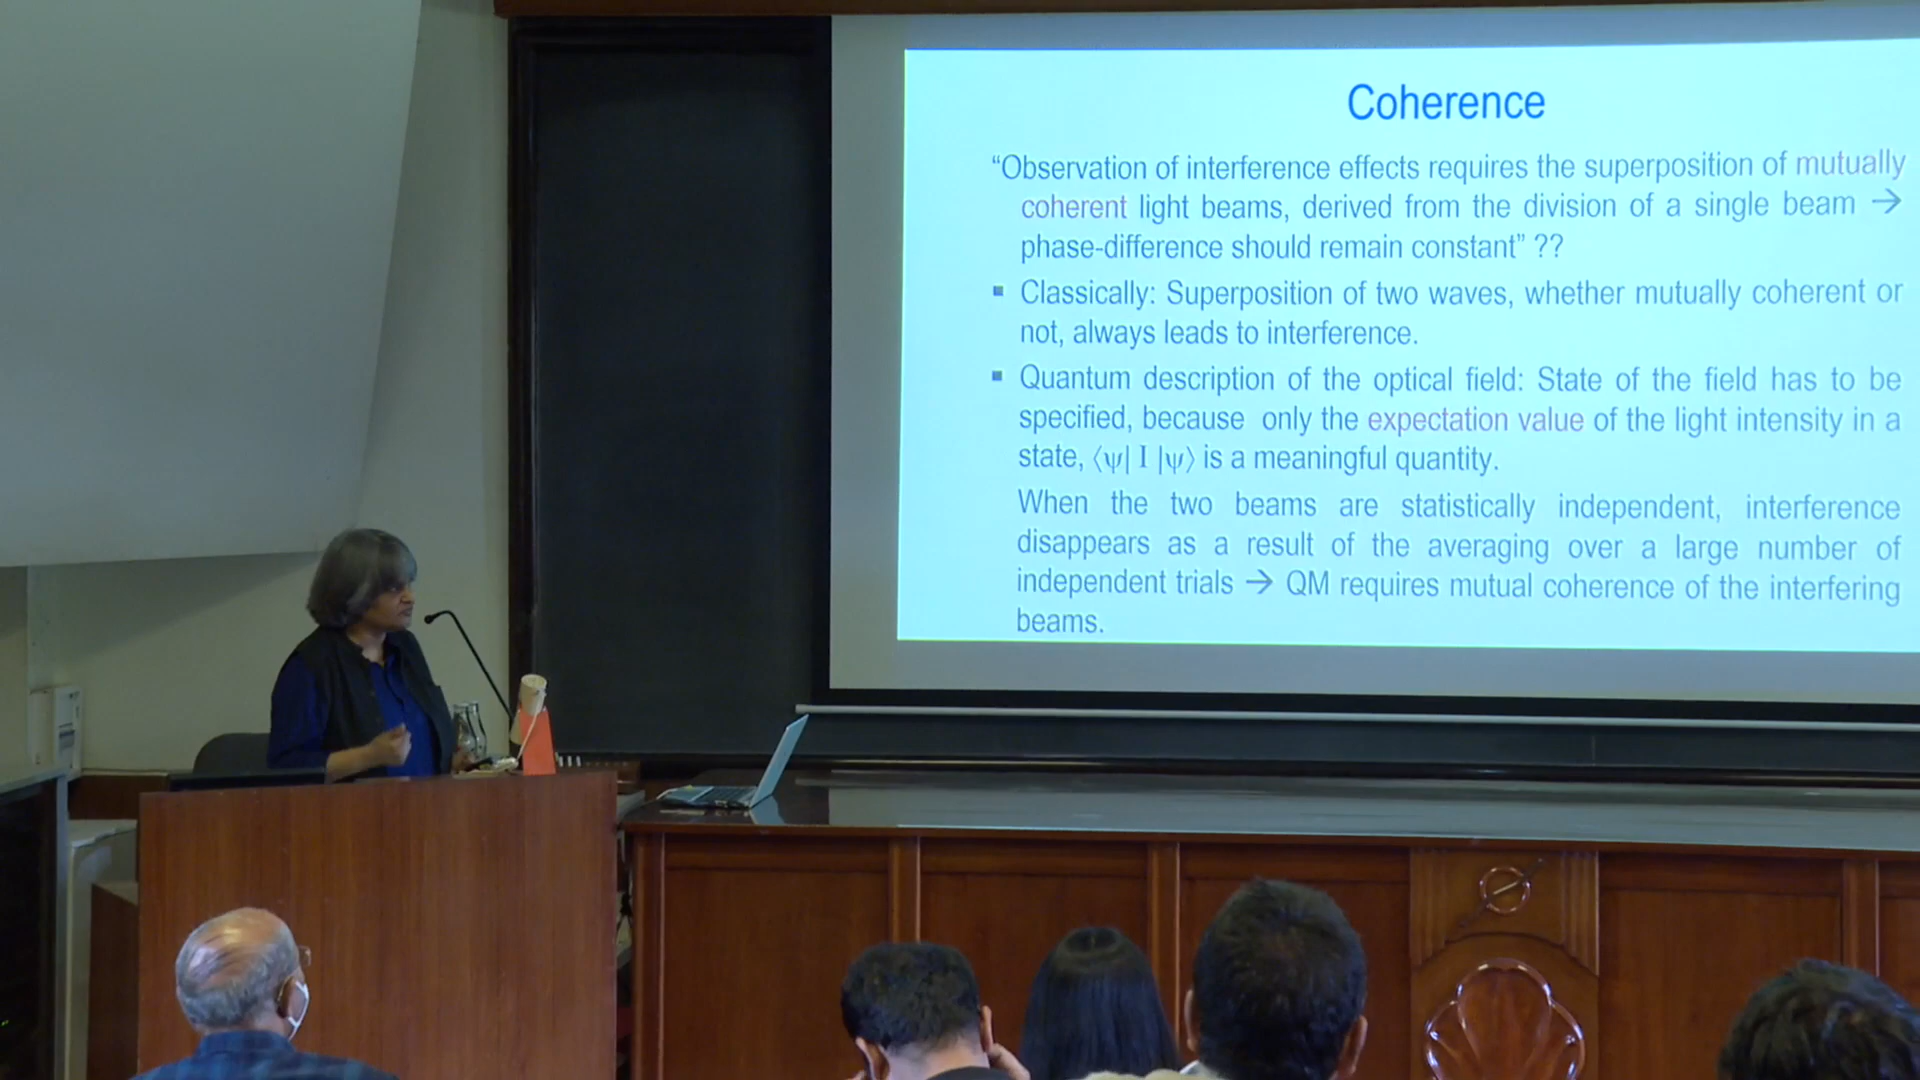 Coherence
“Observation of interference effects requires the superposition of mutually
coherent light beams, derived from the division of a single beam →
phase-difference should remain constant” ??
▪ Classically: Superposition of two waves, whether mutually coherent or
not, always leads to interference.
▪ Quantum description of the optical field: State of the field has to be
specified, because only the expectation value of the light intensity in a
state, ⟨ψ| I |ψ⟩ is a meaningful quantity.
When the two beams are statistically independent, interference
disappears as a result of the averaging over a large number of
independent trials → QM requires mutual coherence of the interfering
beams.